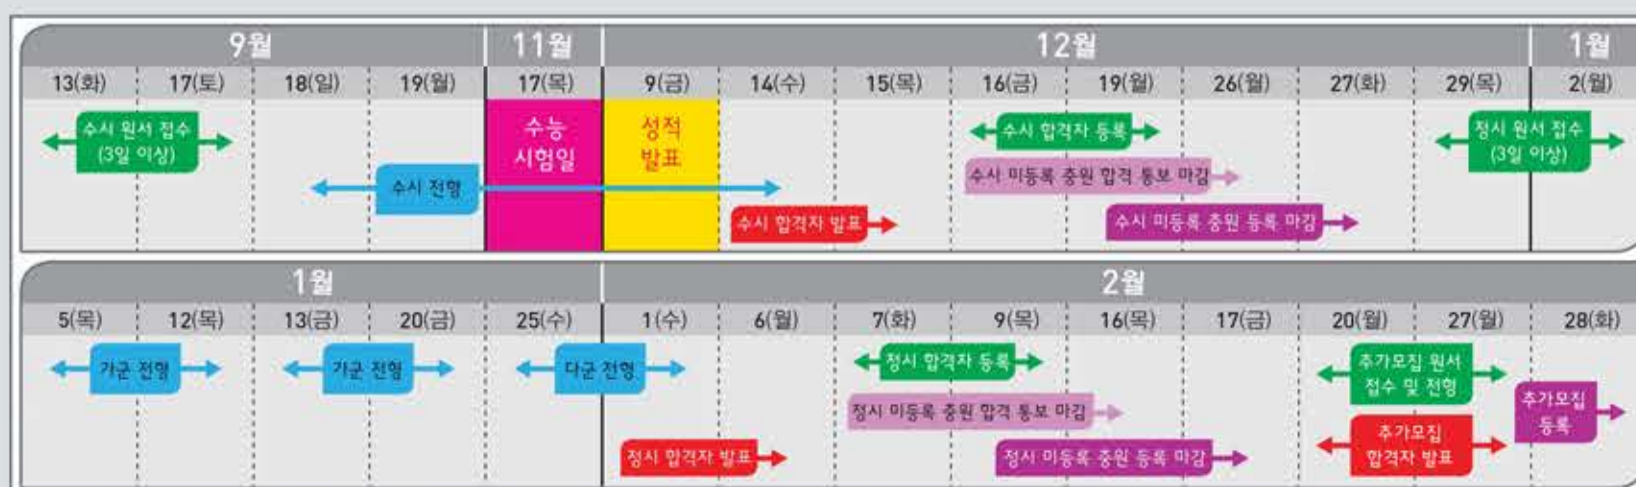 9월 11월 12월 1월
13(화) 17(토) 18(일) 19(월) 17(목) 9(금) 14(수) 15(목) 16(금) 19(월) 26(월) 27(화) 29(목) 2(월)
수시 원서 접수
(3일 이상)
수능
시험일
성적
발표
수시 합격자 등록
정시 원서 접수
(3일 이상)
수시 전형
수시 미등록 충원 합격 통보 마감
수시 합격자 발표
수시 미등록 충원 등록 마감
1월 2월
5(목) 12(목) 13(금) 20(금) 25(수) 1(수) 6(월) 7(화) 9(목) 16(목) 17(금) 20(월) 27(월) 28(화)
가군 전형
가군 전형
다군 전형
정시 합격자 등록
추가모집 원서
접수 및 전형
정시 미등록 충원 합격 통보 마감
추가모집
등록
정시 합격자 발표
정시 미등록 충원 등록 마감
추가모집
합격자 발표